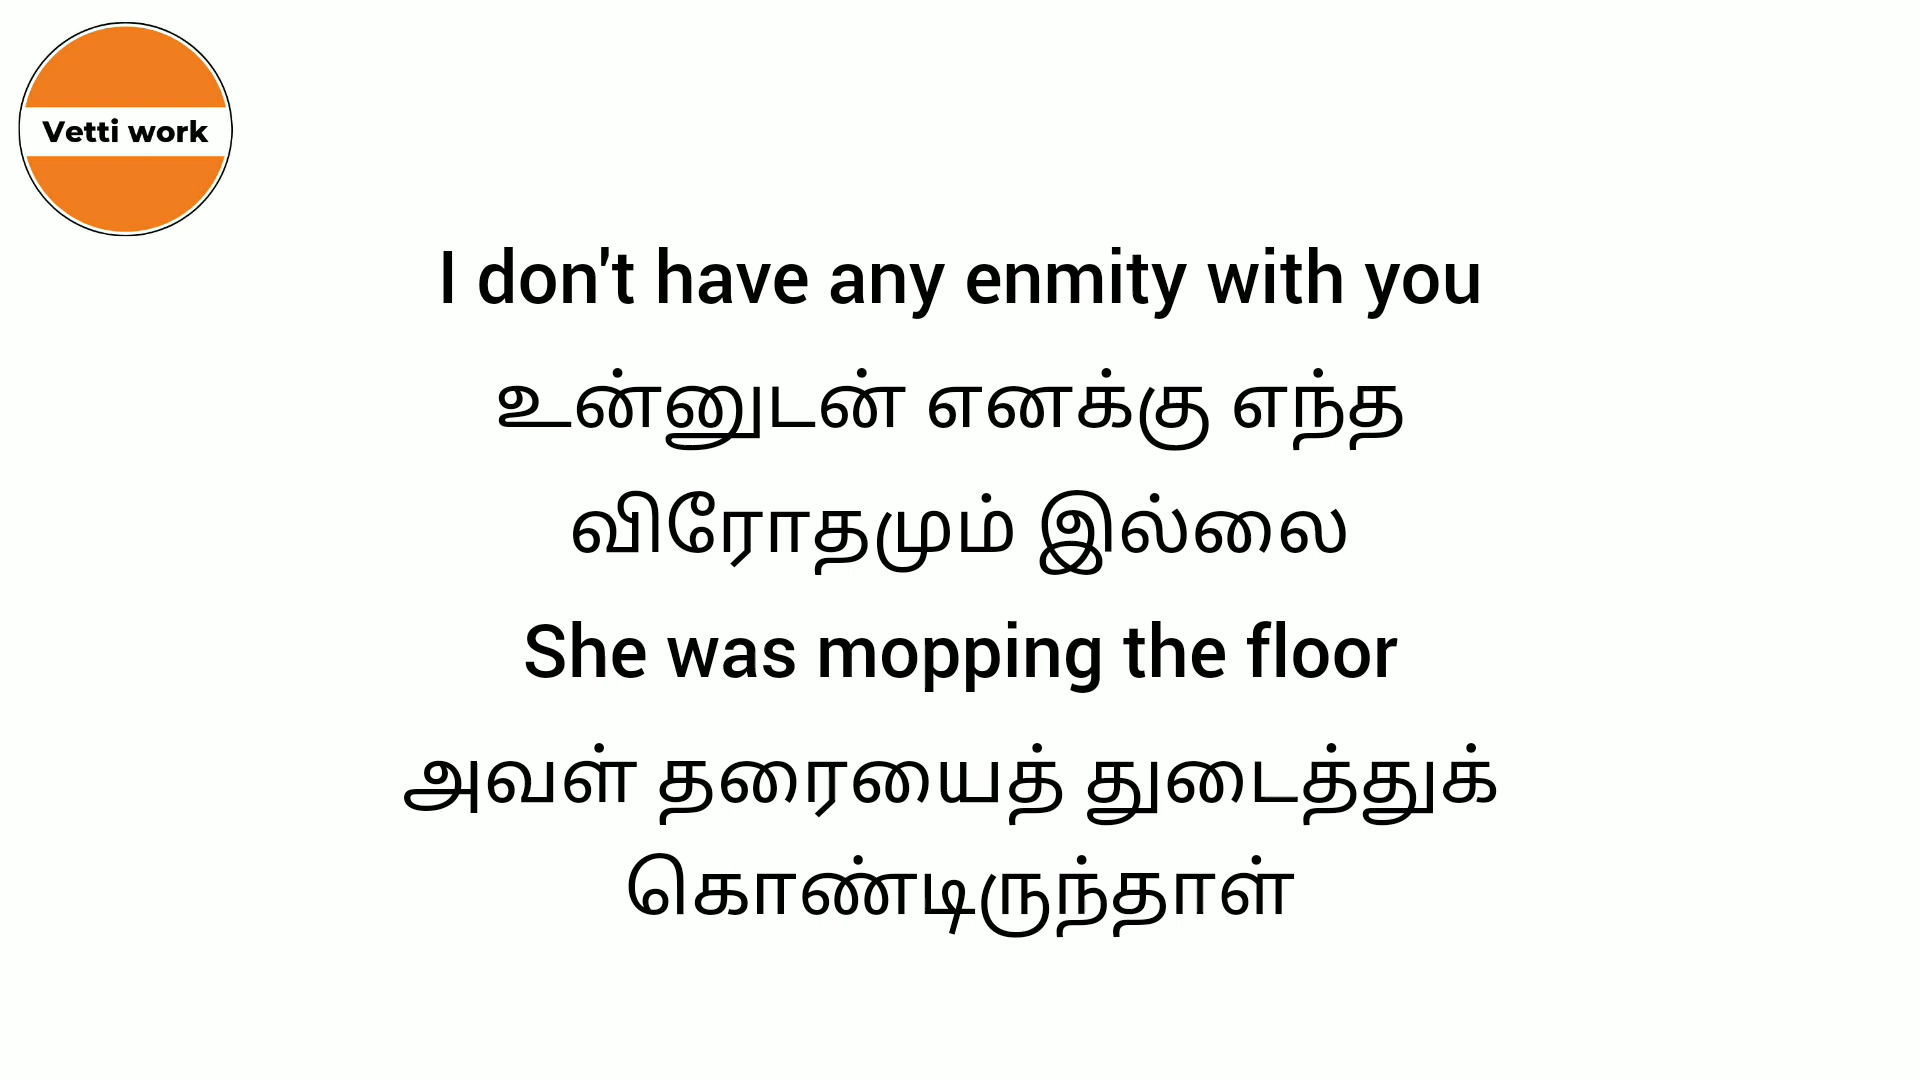 Vetti work
I don't have any enmity with you
உன்னுடன் எனக்கு எந்த
விரோதமும் இல்லை
She was mopping the floor
அவள் தரையைத் துடைத்துக்
கொண்டிருந்தாள்